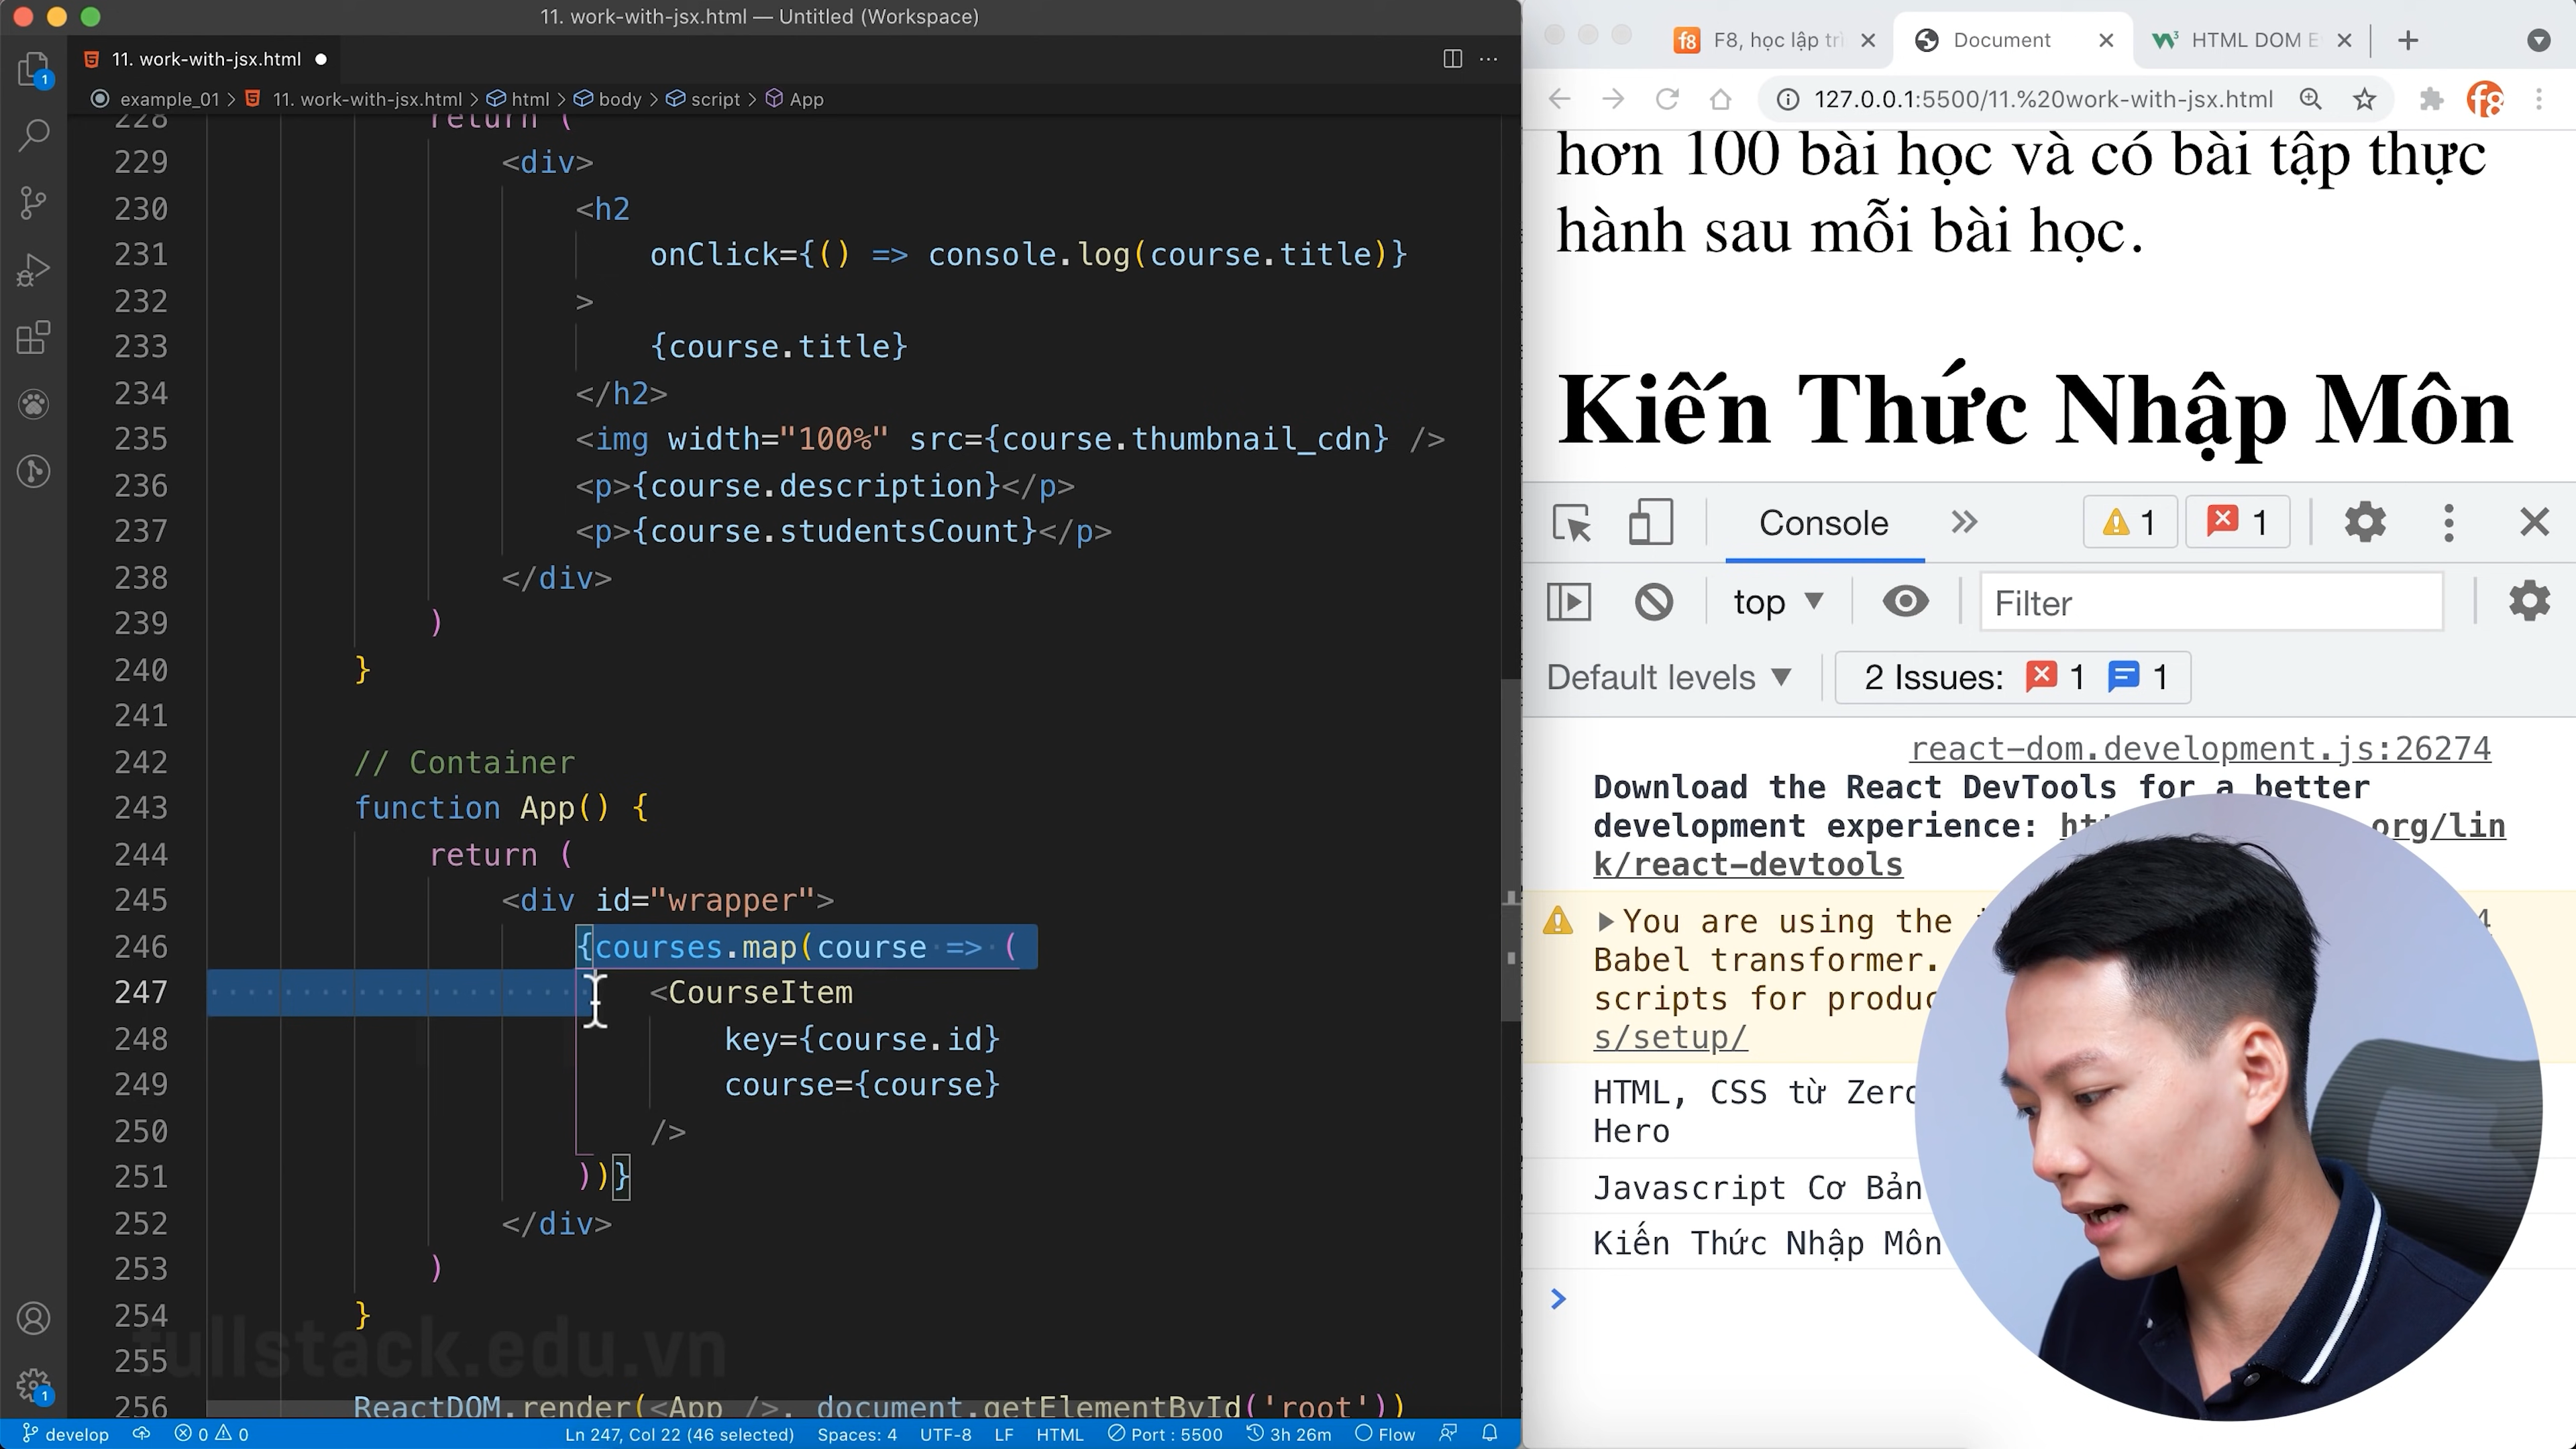 11. work-with-jsx.html — Untitled (Workspace)
11. work-with-jsx.html
example_01 > 11. work-with-jsx.html > html > body > script > App
228 return (
229 <div>
230 <h2
231 onClick={() => console.log(course.title)}
232 >
233 {course.title}
234 </h2>
235 <img width="100%" src={course.thumbnail_cdn} />
236 <p>{course.description}</p>
237 <p>{course.studentsCount}</p>
238 </div>
239 )
240 }
241
242 // Container
243 function App() {
244 return (
245 <div id="wrapper">
246 {courses.map(course => (
247 <CourseItem
248 key={course.id}
249 course={course}
250 />
251 ))}
252 </div>
253 )
254 }
255
256 ReactDOM.render(<App />, document.getElementById('root'))
fullstack.edu.vn
1
1
develop 0 0 Ln 247, Col 22 (46 selected) Spaces: 4 UTF-8 LF HTML Port : 5500 3h 26m Flow
F8, học lập trì Document HTML DOM E
127.0.0.1:5500/11.%20work-with-jsx.html
hơn 100 bài học và có bài tập thực
hành sau mỗi bài học.
Kiến Thức Nhập Môn
Console 1 1
top Filter
Default levels 2 Issues: 1 1
react-dom.development.js:26274
Download the React DevTools for a better
development experience: org/lin
k/react-devtools
You are using the 4
Babel transformer.
scripts for
s/setup/
HTML, CSS từ
Hero
Javascript Cơ Bản
Kiến Thức Nhập Môn